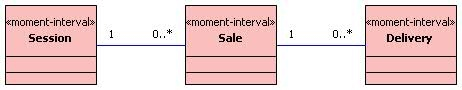 «moment-interval» «moment-interval» «moment-interval»
Session 1 0..* Sale 1 0..* Delivery